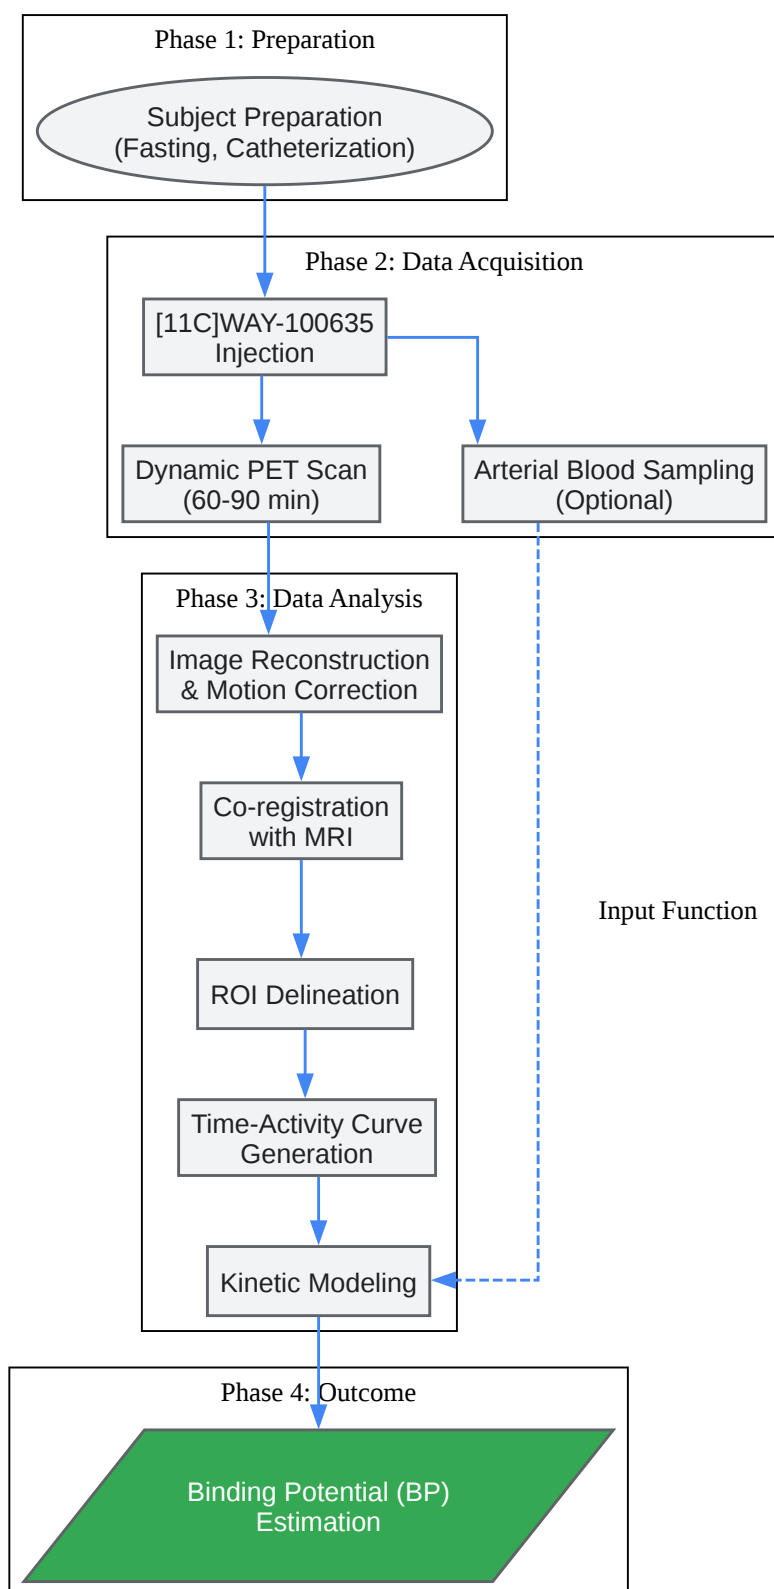 Phase 1: Preparation
Subject Preparation
(Fasting, Catheterization)
Phase 2: Data Acquisition
[11C]WAY-100635
Injection
Dynamic PET Scan
(60-90 min)
Arterial Blood Sampling
(Optional)
Phase 3: Data Analysis
Image Reconstruction
& Motion Correction
Co-registration
with MRI
Input Function
ROI Delineation
Time-Activity Curve
Generation
Kinetic Modeling
Phase 4: Outcome
Binding Potential (BP)
Estimation